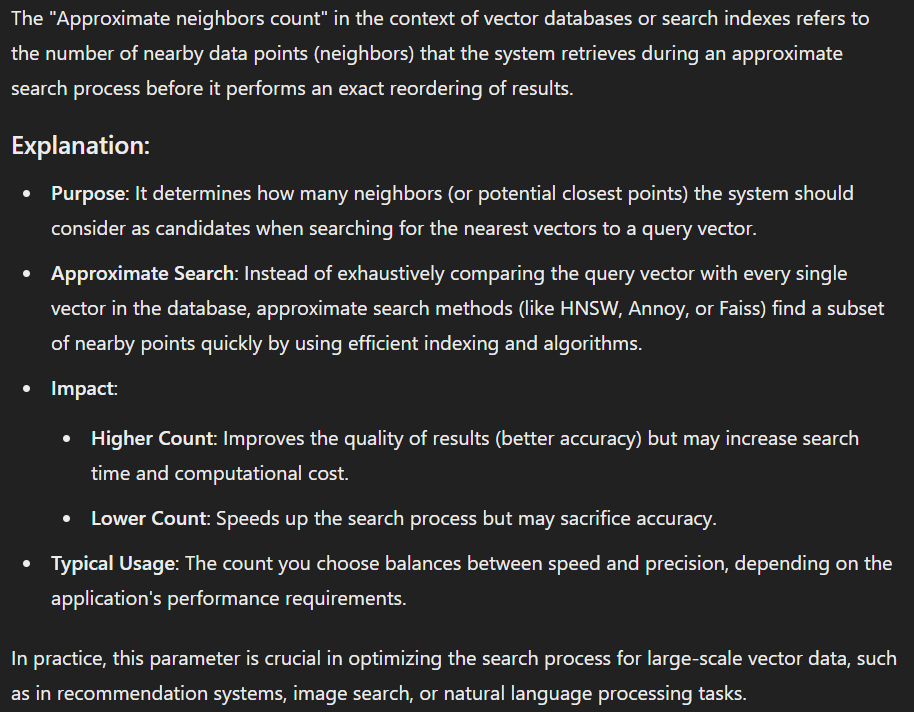 The "Approximate neighbors count" in the context of vector databases or search indexes refers to
the number of nearby data points (neighbors) that the system retrieves during an approximate
search process before it performs an exact reordering of results.
Explanation:
• Purpose: It determines how many neighbors (or potential closest points) the system should
consider as candidates when searching for the nearest vectors to a query vector.
• Approximate Search: Instead of exhaustively comparing the query vector with every single
vector in the database, approximate search methods (like HNSW, Annoy, or Faiss) find a subset
of nearby points quickly by using efficient indexing and algorithms.
• Impact:
• Higher Count: Improves the quality of results (better accuracy) but may increase search
time and computational cost.
• Lower Count: Speeds up the search process but may sacrifice accuracy.
• Typical Usage: The count you choose balances between speed and precision, depending on the
application's performance requirements.
In practice, this parameter is crucial in optimizing the search process for large-scale vector data, such
as in recommendation systems, image search, or natural language processing tasks.